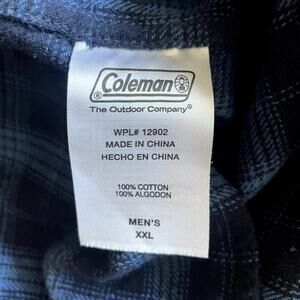 Coleman
The Outdoor Company
WPL# 12902
MADE IN CHINA
HECHO EN CHINA
100% COTTON
100% ALGODON
MEN'S
XXL